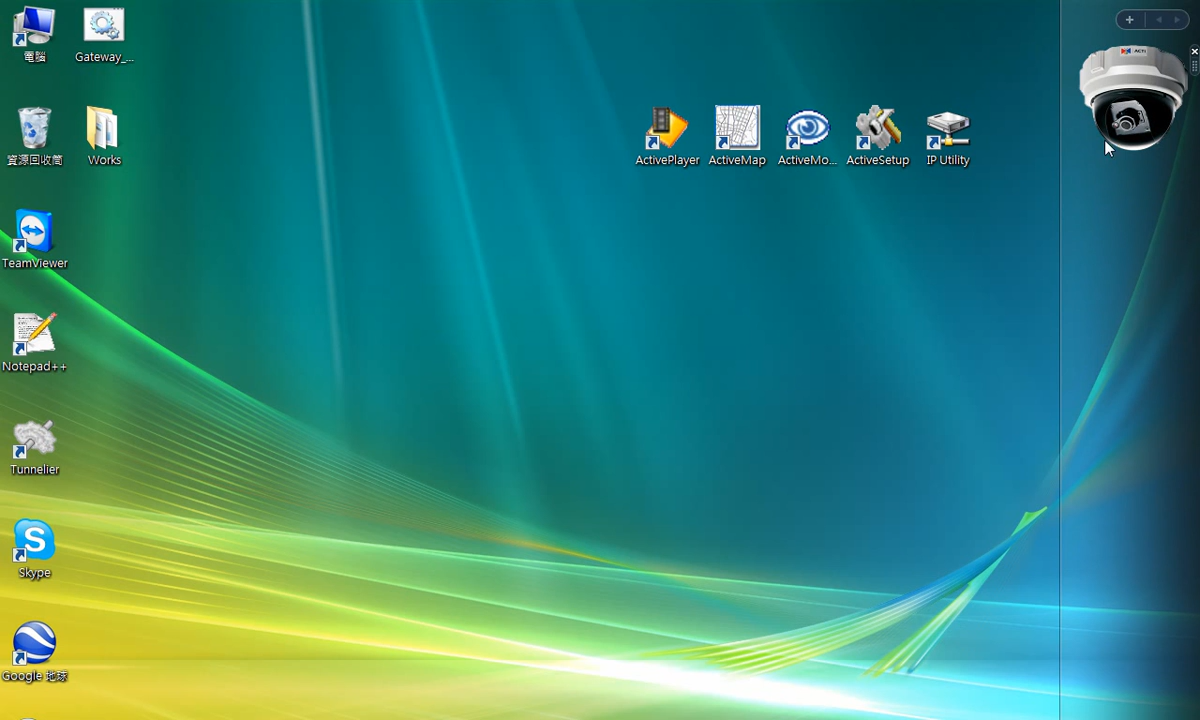 電腦
Gateway_...
ACTi
資源回收筒
Works
ActivePlayer
ActiveMap
ActiveMo...
ActiveSetup
IP Utility
TeamViewer
Notepad++
Tunnelier
S
Skype
Google 地球